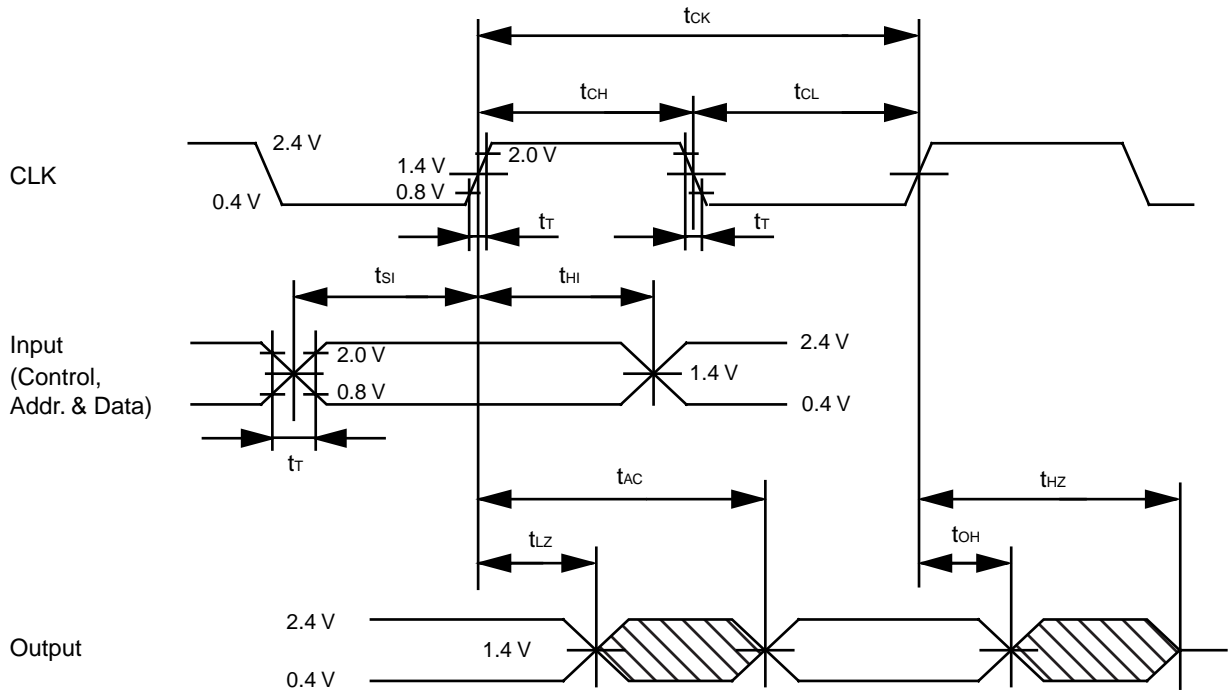 tCK
tCH
tCL
2.4 V
2.0 V
CLK
1.4 V
0.8 V
0.4 V
tT
tT
tSI
tHI
Input
(Control,
Addr. & Data)
2.0 V
2.4 V
1.4 V
0.8 V
0.4 V
tT
tAC
tHZ
tLZ
tOH
2.4 V
Output
1.4 V
0.4 V